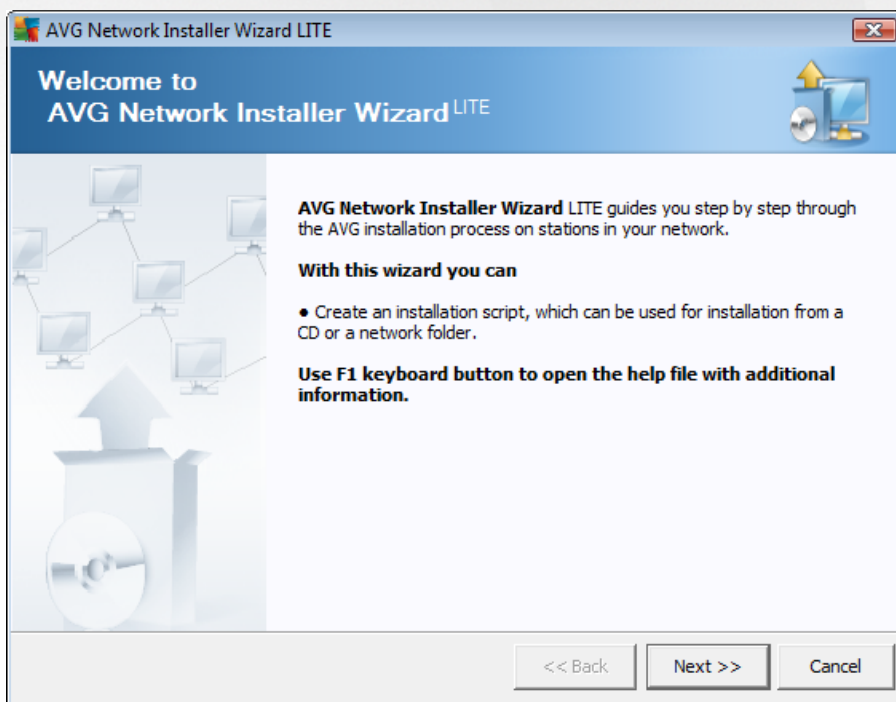 AVG Network Installer Wizard LITE
Welcome to
AVG Network Installer Wizard LITE
AVG Network Installer Wizard LITE guides you step by step through
the AVG installation process on stations in your network.
With this wizard you can
● Create an installation script, which can be used for installation from a
CD or a network folder.
Use F1 keyboard button to open the help file with additional
information.
<< Back
Next >>
Cancel